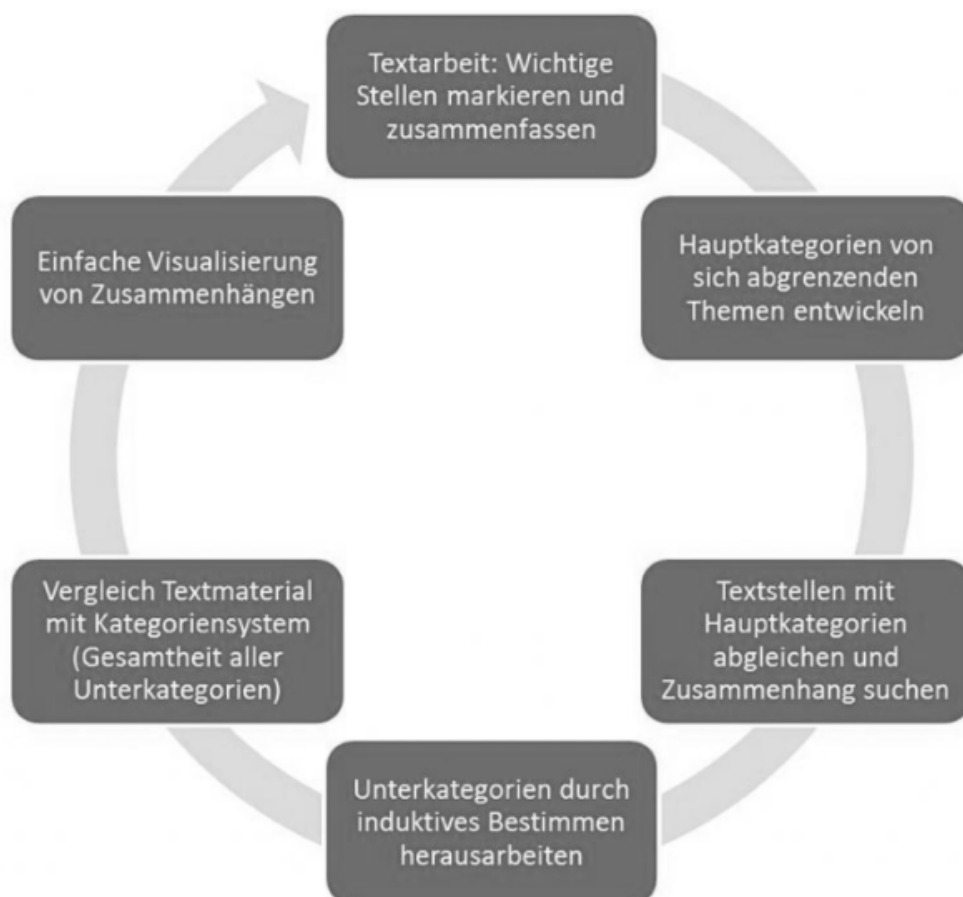 Textarbeit: Wichtige
Stellen markieren und
zusammenfassen
Hauptkategorien von
sich abgrenzenden
Themen entwickeln
Textstellen mit
Hauptkategorien
abgleichen und
Zusammenhang suchen
Unterkategorien durch
induktives Bestimmen
herausarbeiten
Vergleich Textmaterial
mit Kategoriensystem
(Gesamtheit aller
Unterkategorien)
Einfache Visualisierung
von Zusammenhängen